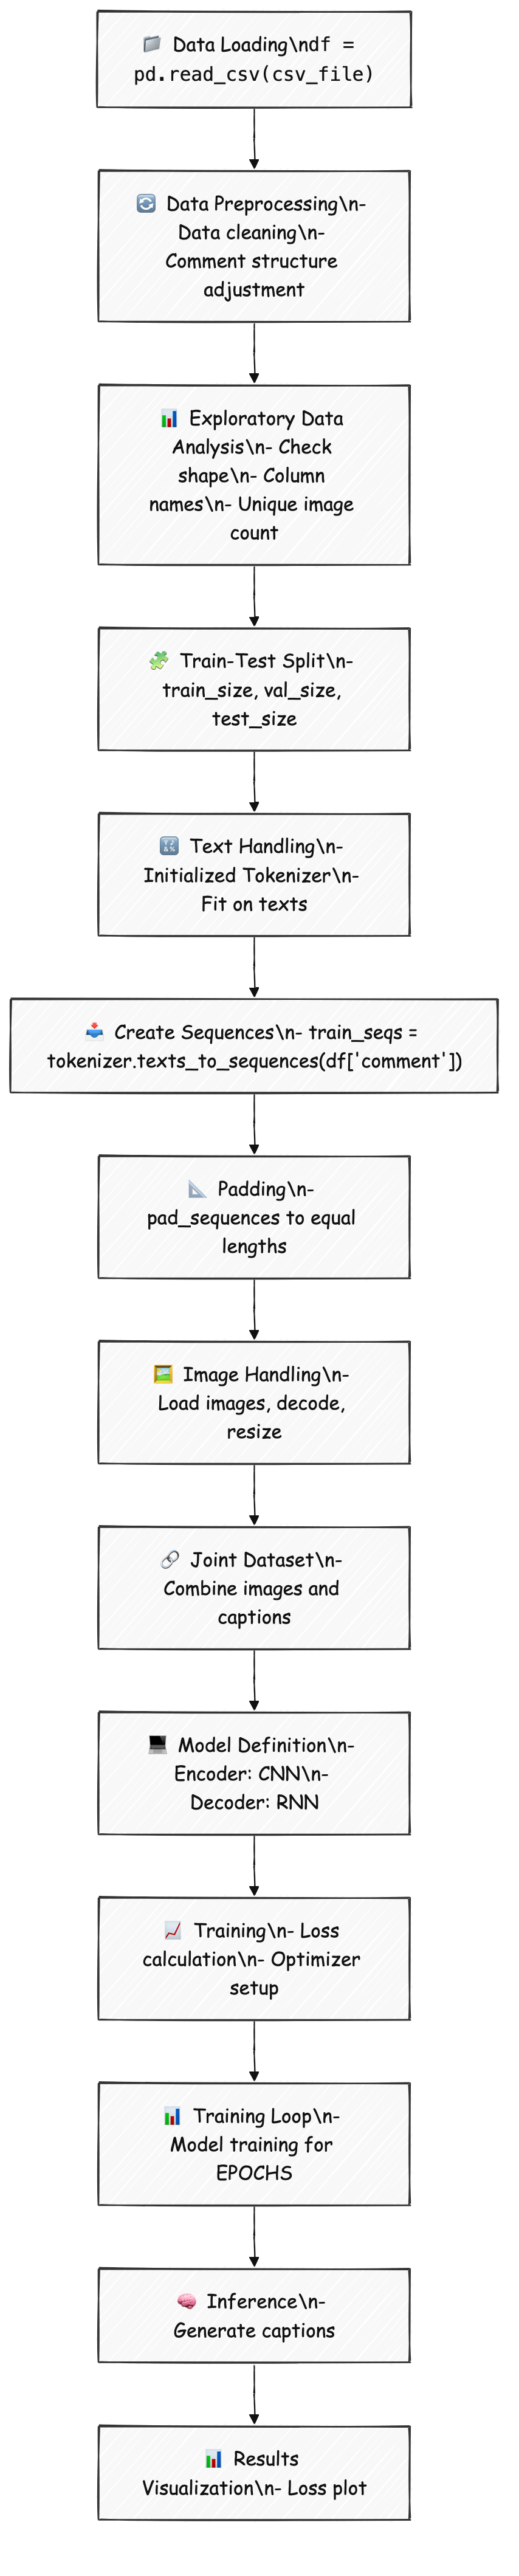 📁 Data Loading\ndf =
pd.read_csv(csv_file)
🔄 Data Preprocessing\n-
Data cleaning\n-
Comment structure
adjustment
📊 Exploratory Data
Analysis\n- Check
shape\n- Column
names\n- Unique image
count
🧩 Train-Test Split\n-
train_size, val_size,
test_size
🔣 Text Handling\n-
Initialized Tokenizer\n-
Fit on texts
📥 Create Sequences\n- train_seqs =
tokenizer.texts_to_sequences(df['comment'])
📐 Padding\n-
pad_sequences to equal
lengths
🖼️ Image Handling\n-
Load images, decode,
resize
🔗 Joint Dataset\n-
Combine images and
captions
💻 Model Definition\n-
Encoder: CNN\n-
Decoder: RNN
📈 Training\n- Loss
calculation\n- Optimizer
setup
📊 Training Loop\n-
Model training for
EPOCHS
🧠 Inference\n-
Generate captions
📊 Results
Visualization\n- Loss plot